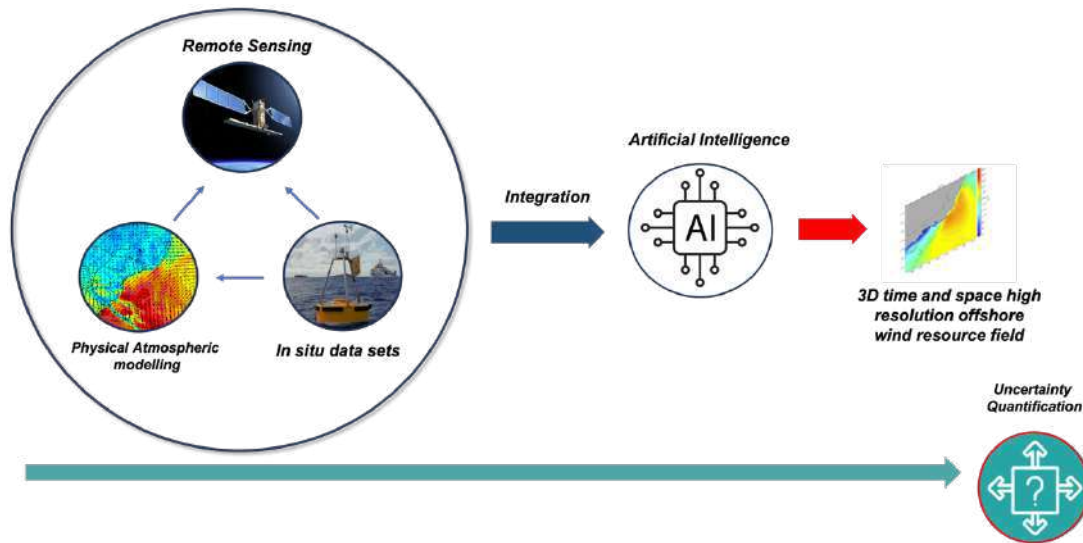 Remote Sensing
Physical Atmospheric
modelling
In situ data sets
Integration
Artificial Intelligence
AI
3D time and space high
resolution offshore
wind resource field
Uncertainty
Quantification
?